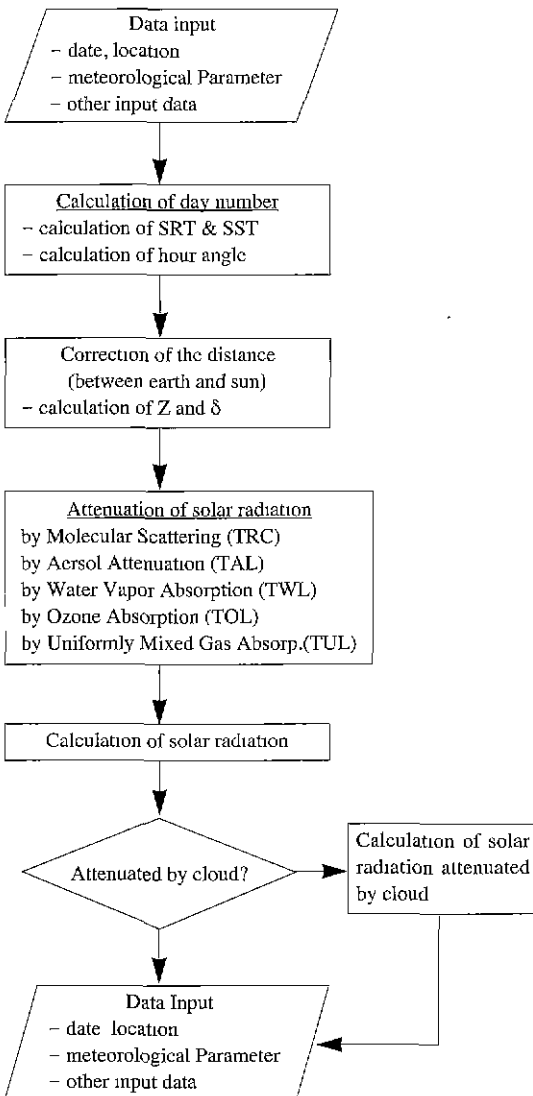 Data input
– date, location
– meteorological Parameter
– other input data
Calculation of day number
– calculation of SRT & SST
– calculation of hour angle
Correction of the distance
(between earth and sun)
– calculation of Z and δ
Attenuation of solar radiation
by Molecular Scattering (TRC)
by Aersol Attenuation (TAL)
by Water Vapor Absorption (TWL)
by Ozone Absorption (TOL)
by Uniformly Mixed Gas Absorp.(TUL)
Calculation of solar radiation
Attenuated by cloud?
Calculation of solar
radiation attenuated
by cloud
Data Input
– date location
– meteorological Parameter
– other input data